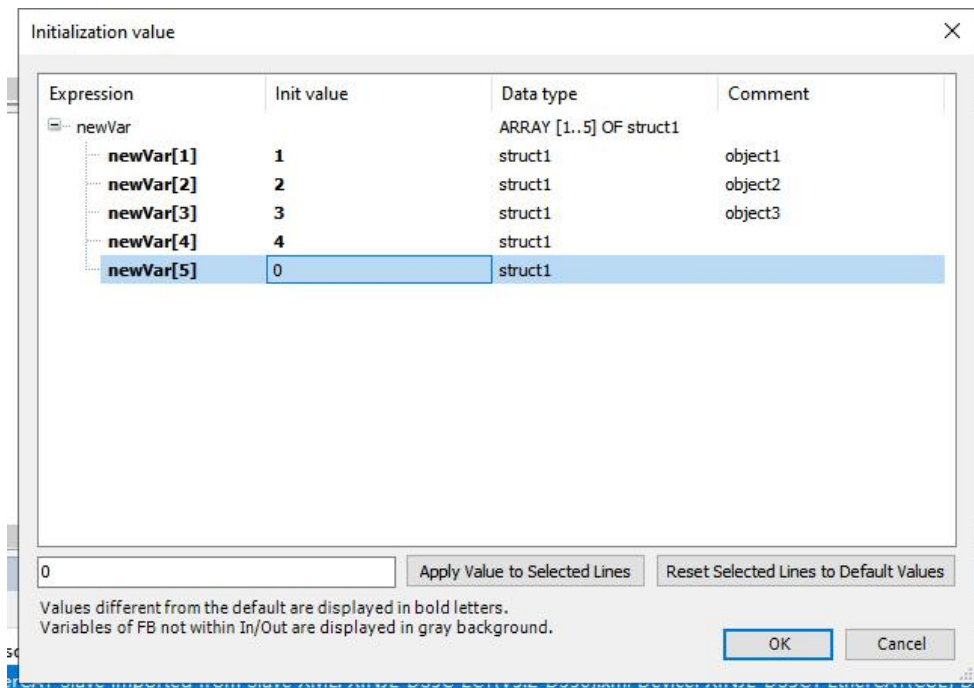 Initialization value
Expression Init value Data type Comment
newVar ARRAY [1..5] OF struct1
newVar[1] 1 struct1 object1
newVar[2] 2 struct1 object2
newVar[3] 3 struct1 object3
newVar[4] 4 struct1
newVar[5] 0 struct1
0 Apply Value to Selected Lines Reset Selected Lines to Default Values
Values different from the default are displayed in bold letters.
Variables of FB not within In/Out are displayed in gray background.
OK Cancel